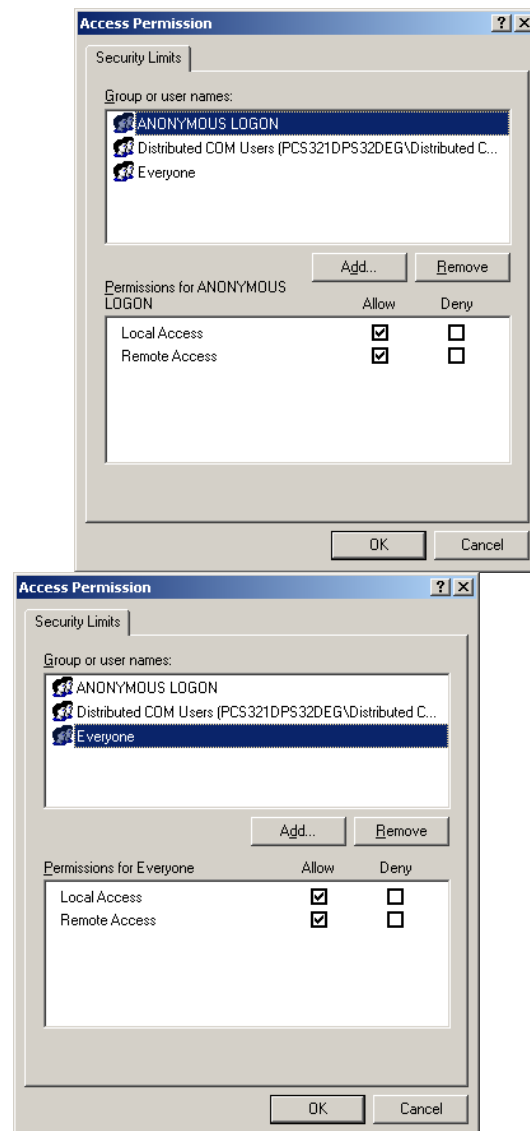 Access Permission
Security Limits
Group or user names:
ANONYMOUS LOGON
Distributed COM Users (PCS321DPS32DEG\Distributed C...
Everyone
Add... Remove
Permissions for ANONYMOUS
LOGON Allow Deny
Local Access
Remote Access
OK Cancel
Access Permission
Security Limits
Group or user names:
ANONYMOUS LOGON
Distributed COM Users (PCS321DPS32DEG\Distributed C...
Everyone
Add... Remove
Permissions for Everyone Allow Deny
Local Access
Remote Access
OK Cancel